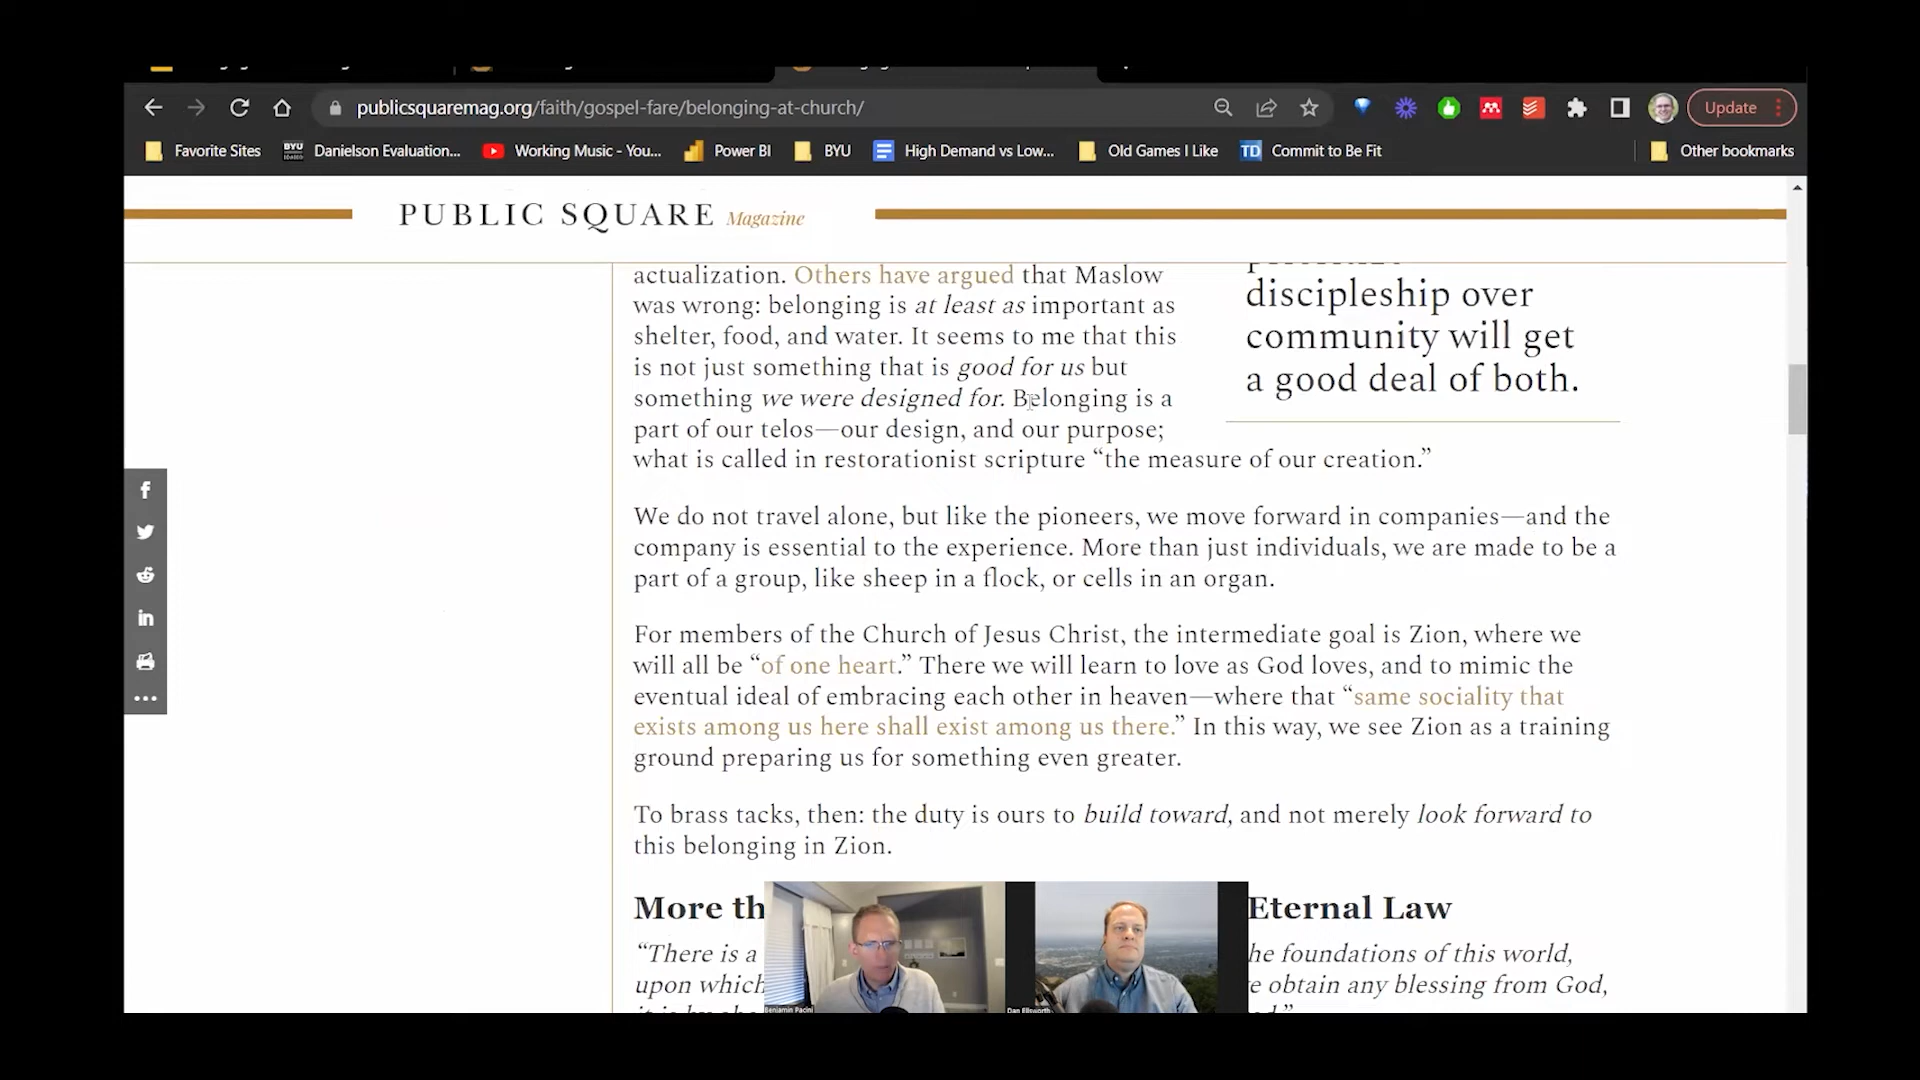 publicsquaremag.org/faith/gospel-fare/belonging-at-church/
Update
Favorite Sites
BYU
Danielson Evaluation...
Working Music - You...
Power BI
BYU
High Demand vs Low...
Old Games I Like
TD
Commit to Be Fit
Other bookmarks
PUBLIC SQUARE Magazine
actualization. Others have argued that Maslow
was wrong: belonging is at least as important as
shelter, food, and water. It seems to me that this
is not just something that is good for us but
something we were designed for. Belonging is a
part of our telos—our design, and our purpose;
what is called in restorationist scripture “the measure of our creation.”
discipleship over
community will get
a good deal of both.
We do not travel alone, but like the pioneers, we move forward in companies—and the
company is essential to the experience. More than just individuals, we are made to be a
part of a group, like sheep in a flock, or cells in an organ.
For members of the Church of Jesus Christ, the intermediate goal is Zion, where we
will all be “of one heart.” There we will learn to love as God loves, and to mimic the
eventual ideal of embracing each other in heaven—where that “same sociality that
exists among us here shall exist among us there.” In this way, we see Zion as a training
ground preparing us for something even greater.
To brass tacks, then: the duty is ours to build toward, and not merely look forward to
this belonging in Zion.
More th
Eternal Law
“There is a
he foundations of this world,
upon which
e obtain any blessing from God,
Benjamin Pacini
Dan Ellsworth